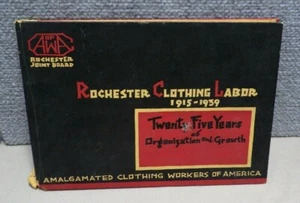 OF
ACWA
ROCHESTER
JOINT BOARD
ROCHESTER CLOTHING LABOR
1915-1939
Twenty Five Years
of
Organization and Growth
AMALGAMATED CLOTHING WORKERS OF AMERICA